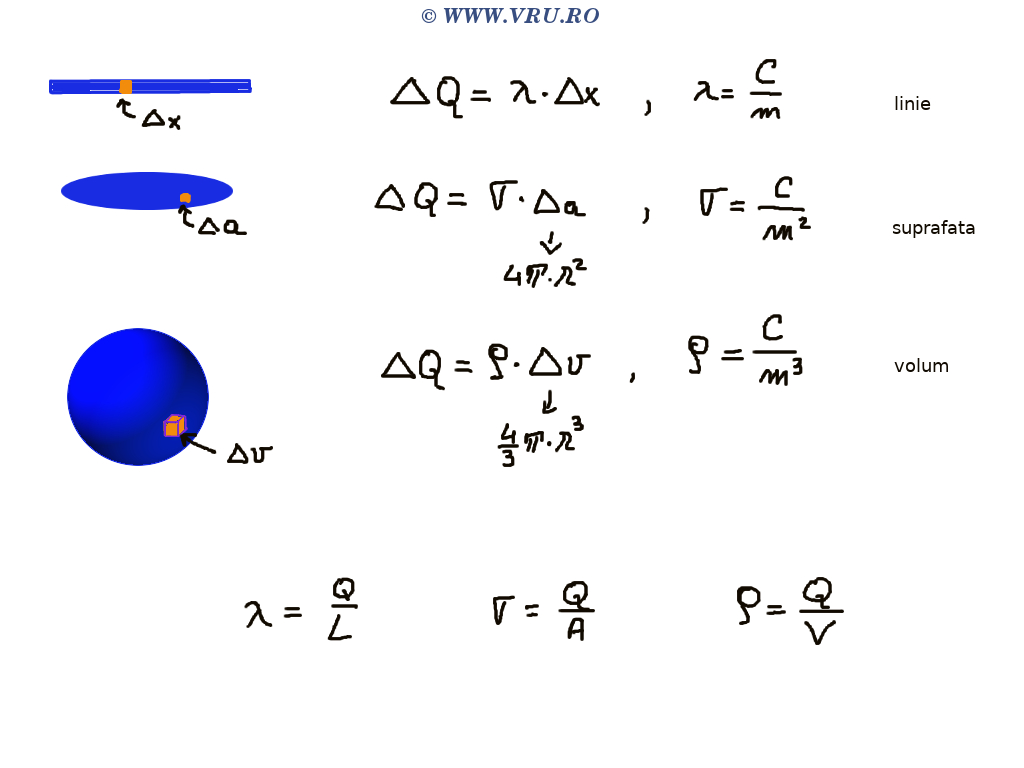 © WWW.VRU.RO
ΔQ = λ·Δx , λ = C/m linie
Δx
ΔQ = σ·Δa , σ = C/m² suprafata
Δa
↓
4π·r²
ΔQ = ρ·Δv , ρ = C/m³ volum
↓
4/3 π·r³
Δv
λ = Q/L σ = Q/A ρ = Q/V